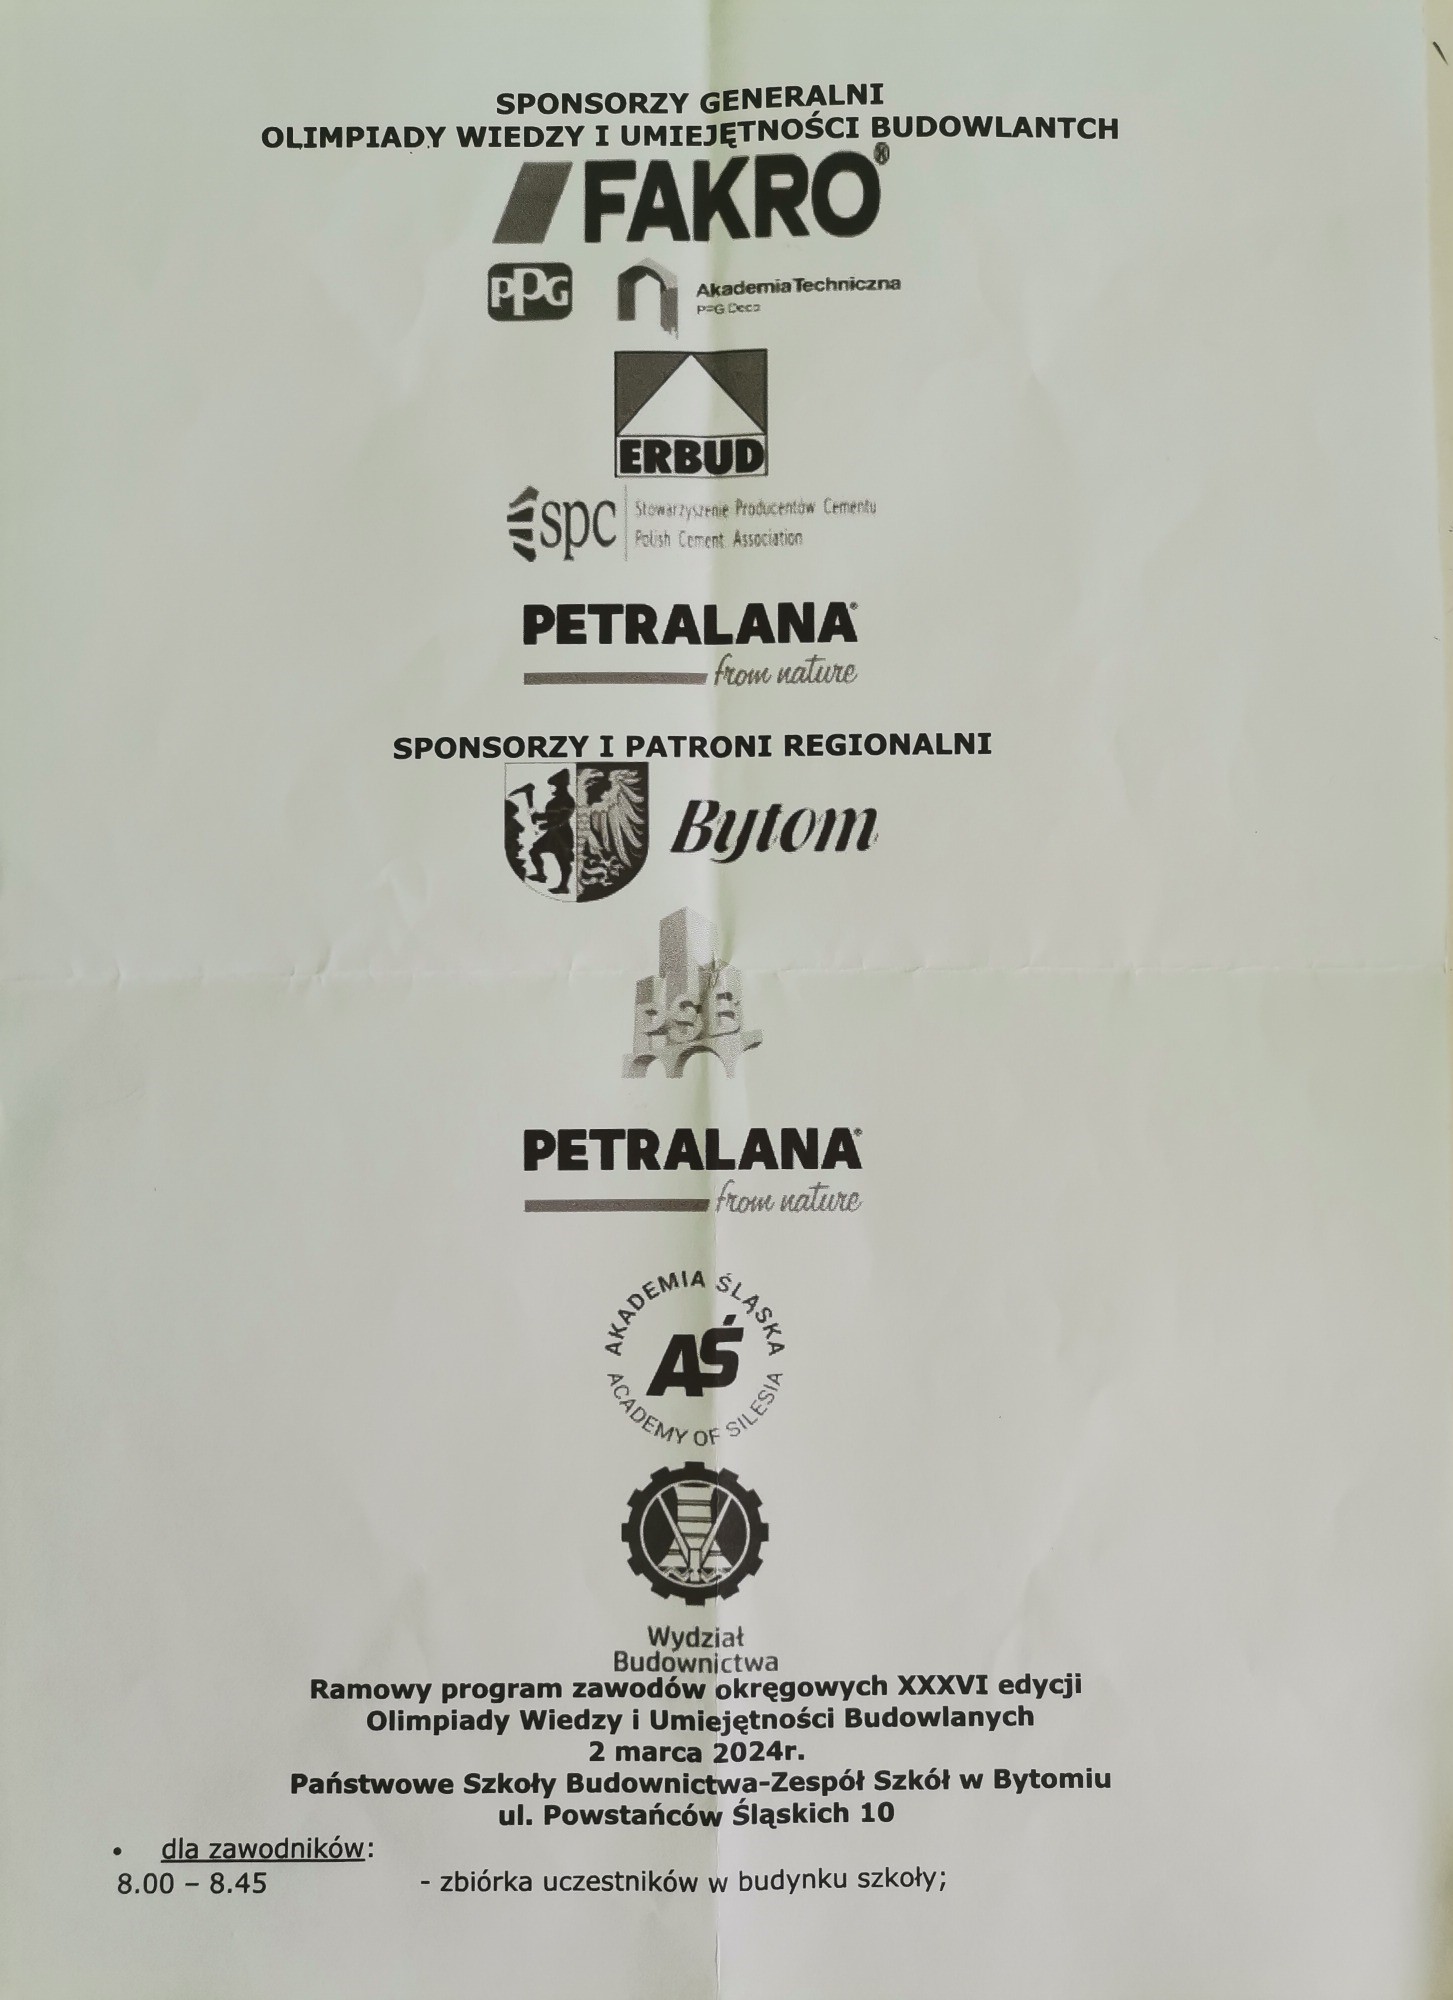 SPONSORZY GENERALNI
OLIMPIADY WIEDZY I UMIEJĘTNOŚCI BUDOWLANTCH
FAKRO®
PPG Akademia Techniczna
PPG Deco
ERBUD
spc Stowarzyszenie Producentów Cementu
Polish Cement Association
PETRALANA®
from nature
SPONSORZY I PATRONI REGIONALNI
Bytom
PSB
PETRALANA®
from nature
AKADEMIA ŚLĄSKA
AŚ
ACADEMY OF SILESIA
Wydział
Budownictwa
Ramowy program zawodów okręgowych XXXVI edycji
Olimpiady Wiedzy i Umiejętności Budowlanych
2 marca 2024r.
Państwowe Szkoły Budownictwa-Zespół Szkół w Bytomiu
ul. Powstańców Śląskich 10
• dla zawodników:
8.00 – 8.45 - zbiórka uczestników w budynku szkoły;